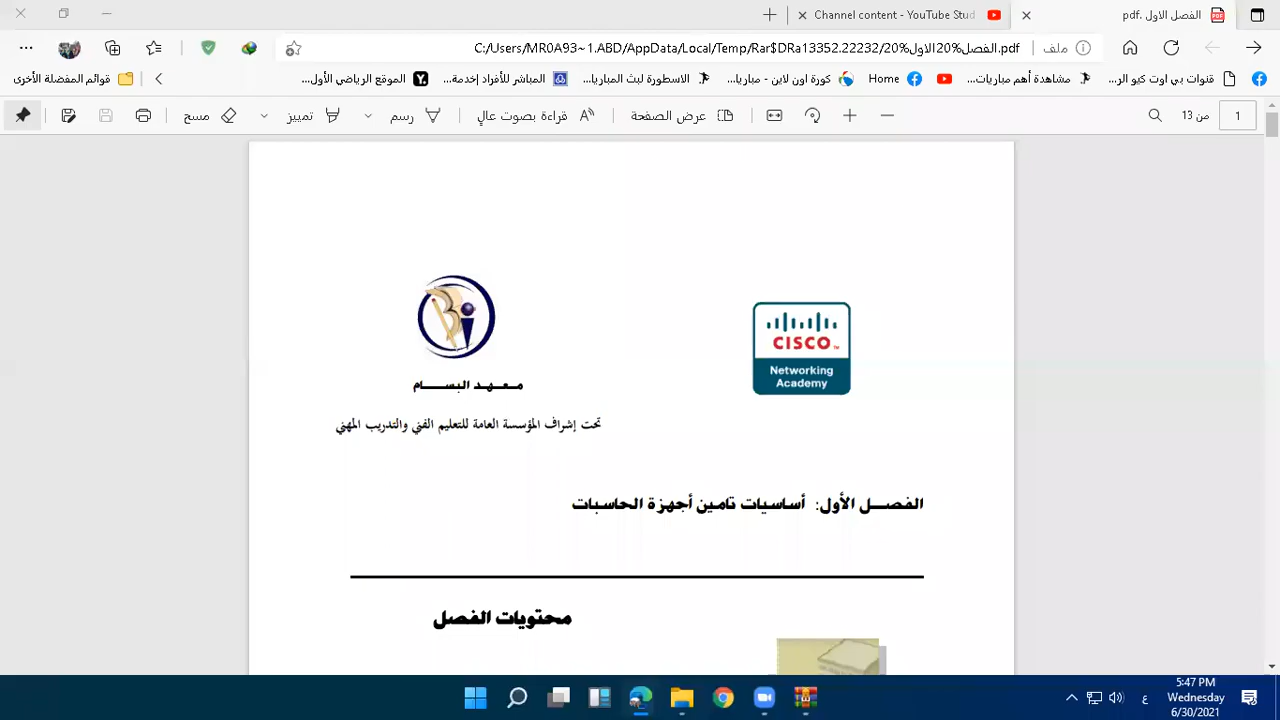 الفصل الاول .pdf
Channel content - YouTube Stud
ملف
C:/Users/MR0A93~1.ABD/AppData/Local/Temp/Rar$DRa13352.22232/الفصل%20الاول%20.pdf
قنوات بي اوت كيو الر...
مشاهدة أهم مباريات...
Home
كورة اون لاين - مباريا...
الاسطورة لبث المباريا...
المباشر للأفراد إخدمة...
الموقع الرياضي الأول...
قوائم المفضلة الأخرى
1
من 13
عرض الصفحة
قراءة بصوت عالٍ
رسم
تمييز
مسح
CISCO
Networking
Academy
معهد البسام
تحت إشراف المؤسسة العامة للتعليم الفني والتدريب المهني
الفصل الأول: أساسيات تامين أجهزة الحاسبات
محتويات الفصل
5:47 PM
ع
Wednesday
6/30/2021